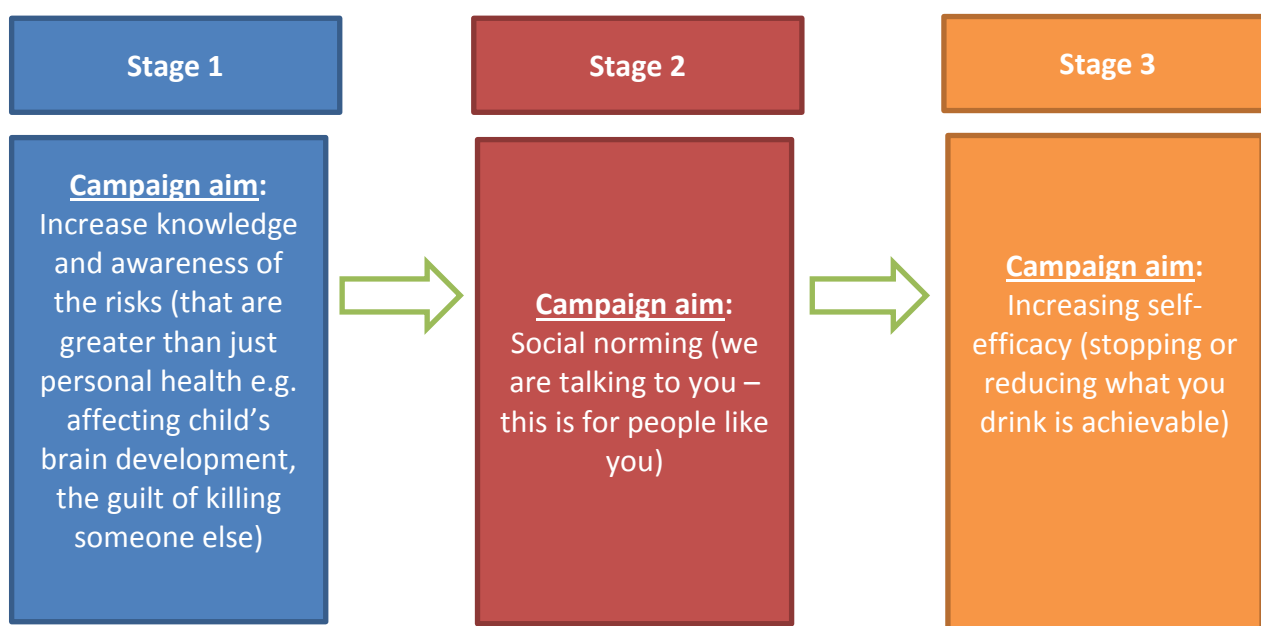 Stage 1
Campaign aim:
Increase knowledge
and awareness of
the risks (that are
greater than just
personal health e.g.
affecting child’s
brain development,
the guilt of killing
someone else)
Stage 2
Campaign aim:
Social norming (we
are talking to you –
this is for people like
you)
Stage 3
Campaign aim:
Increasing self-
efficacy (stopping or
reducing what you
drink is achievable)